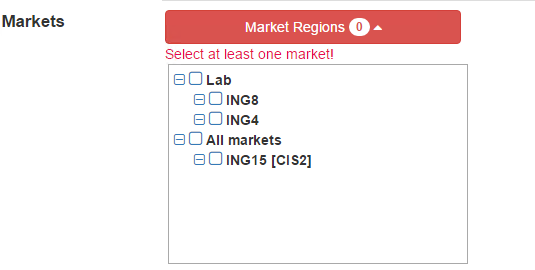 Markets
Market Regions 0
Select at least one market!
Lab
ING8
ING4
All markets
ING15 [CIS2]